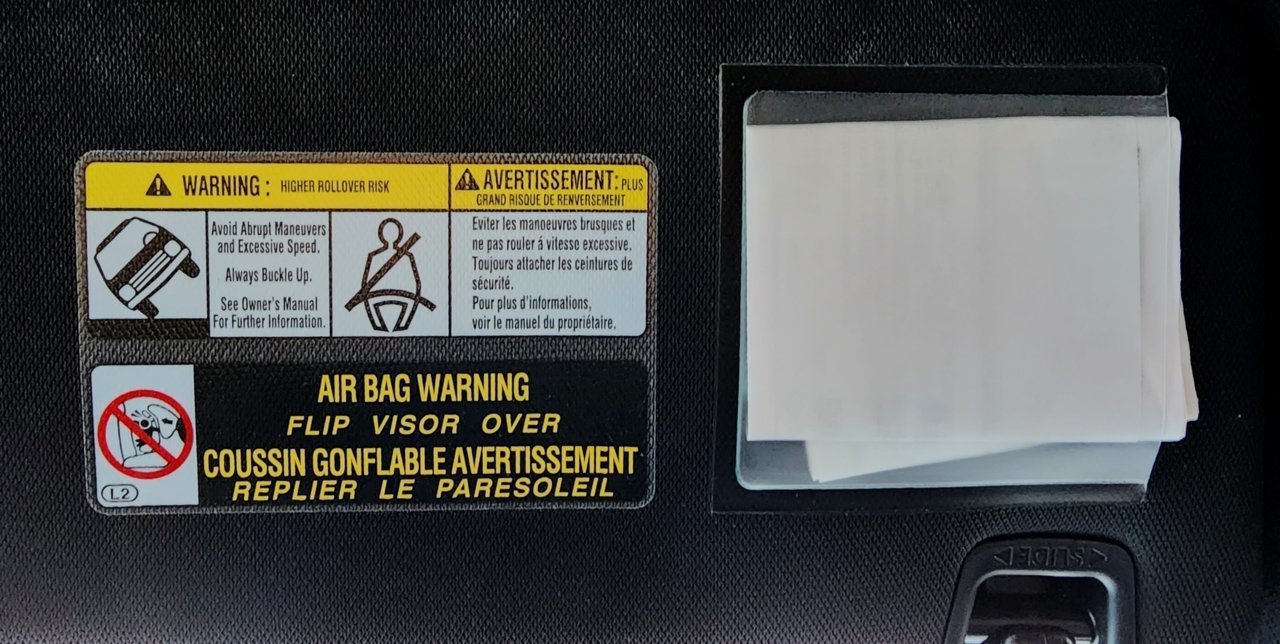 WARNING: HIGHER ROLLOVER RISK
Avoid Abrupt Maneuvers
and Excessive Speed.
Always Buckle Up.
See Owner's Manual
For Further Information.
AVERTISSEMENT: PLUS
GRAND RISQUE DE RENVERSEMENT
Eviter les manoeuvres brusques et
ne pas rouler á vitesse excessive.
Toujours attacher les ceintures de
sécurité.
Pour plus d'informations,
voir le manuel du propriétaire.
AIR BAG WARNING
FLIP VISOR OVER
COUSSIN GONFLABLE AVERTISSEMENT
REPLIER LE PARESOLEIL
L2
<SLIDE>